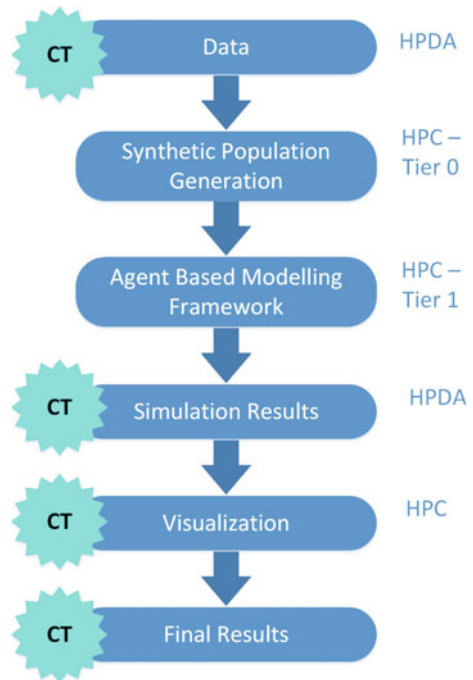 CT
Data
HPDA
Synthetic Population
Generation
HPC –
Tier 0
Agent Based Modelling
Framework
HPC –
Tier 1
CT
Simulation Results
HPDA
CT
Visualization
HPC
CT
Final Results